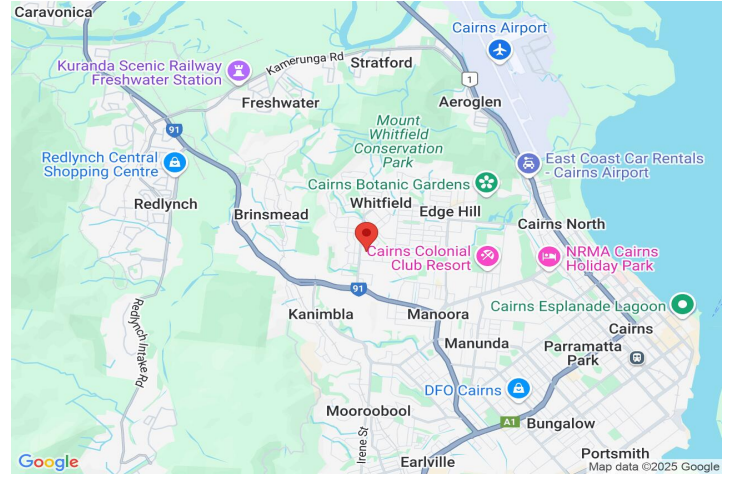 Caravonica
Cairns Airport
Kuranda Scenic Railway
Freshwater Station
Kamerunga Rd
Stratford
1
Freshwater
Aeroglen
Mount
Whitfield
Conservation
Park
91
Redlynch Central
Shopping Centre
East Coast Car Rentals
- Cairns Airport
Cairns Botanic Gardens
Whitfield
Redlynch
Brinsmead
Edge Hill
Cairns North
Cairns Colonial
Club Resort
NRMA Cairns
Holiday Park
91
Cairns Esplanade Lagoon
Redlynch Intake Rd
Kanimbla
Manoora
Cairns
Manunda
Parramatta
Park
DFO Cairns
Mooroobool
A1
Bungalow
Irene St
Portsmith
Earlville
Google
Map data ©2025 Google